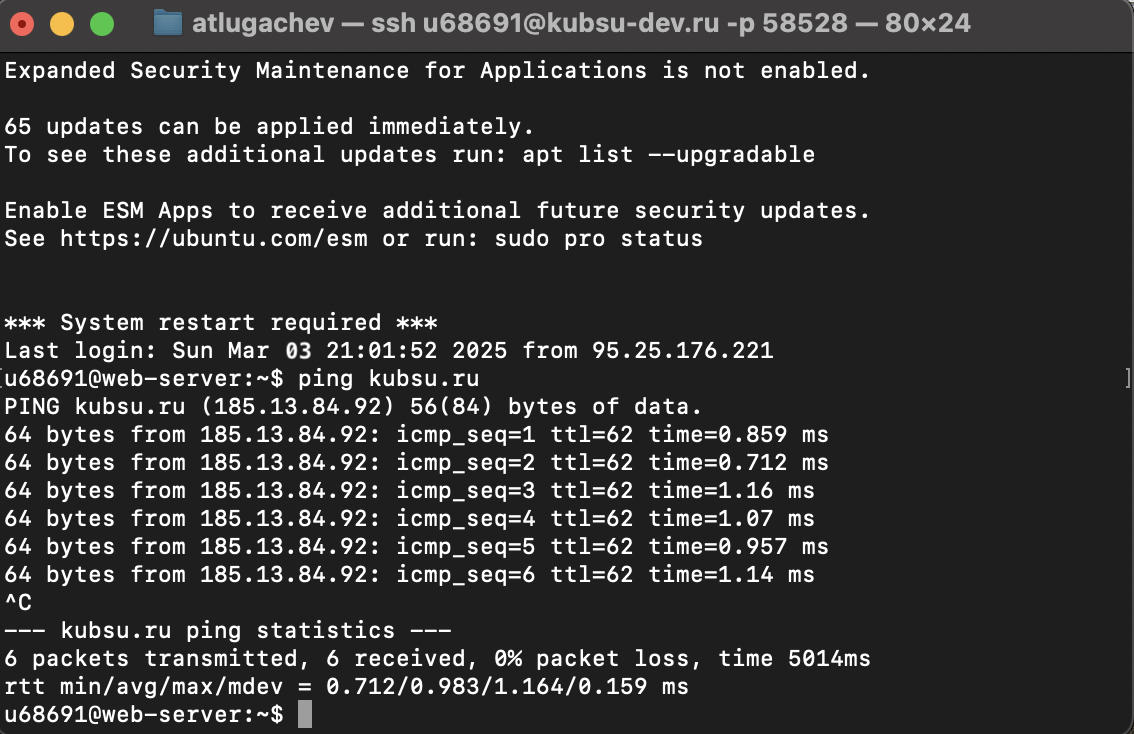 atlugachev — ssh u68691@kubsu-dev.ru -p 58528 — 80×24
Expanded Security Maintenance for Applications is not enabled.
65 updates can be applied immediately.
To see these additional updates run: apt list --upgradable
Enable ESM Apps to receive additional future security updates.
See https://ubuntu.com/esm or run: sudo pro status
*** System restart required ***
Last login: Sun Mar 03 21:01:52 2025 from 95.25.176.221
[u68691@web-server:~$ ping kubsu.ru ]
PING kubsu.ru (185.13.84.92) 56(84) bytes of data.
64 bytes from 185.13.84.92: icmp_seq=1 ttl=62 time=0.859 ms
64 bytes from 185.13.84.92: icmp_seq=2 ttl=62 time=0.712 ms
64 bytes from 185.13.84.92: icmp_seq=3 ttl=62 time=1.16 ms
64 bytes from 185.13.84.92: icmp_seq=4 ttl=62 time=1.07 ms
64 bytes from 185.13.84.92: icmp_seq=5 ttl=62 time=0.957 ms
64 bytes from 185.13.84.92: icmp_seq=6 ttl=62 time=1.14 ms
^C
--- kubsu.ru ping statistics ---
6 packets transmitted, 6 received, 0% packet loss, time 5014ms
rtt min/avg/max/mdev = 0.712/0.983/1.164/0.159 ms
u68691@web-server:~$